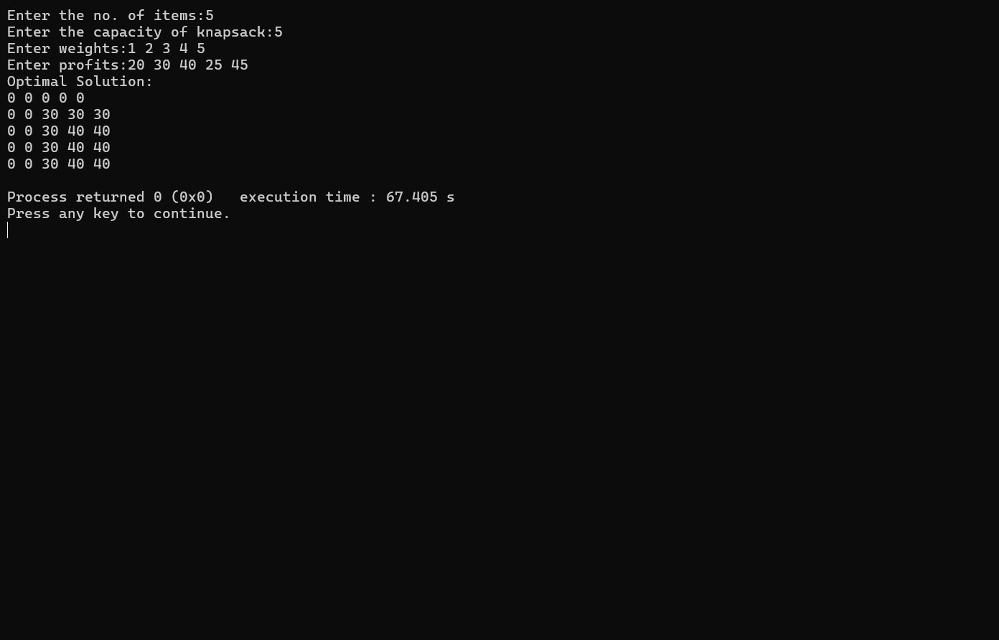 Enter the no. of items:5
Enter the capacity of knapsack:5
Enter weights:1 2 3 4 5
Enter profits:20 30 40 25 45
Optimal Solution:
0 0 0 0 0
0 0 30 30 30
0 0 30 40 40
0 0 30 40 40
0 0 30 40 40
Process returned 0 (0x0)   execution time : 67.405 s
Press any key to continue.